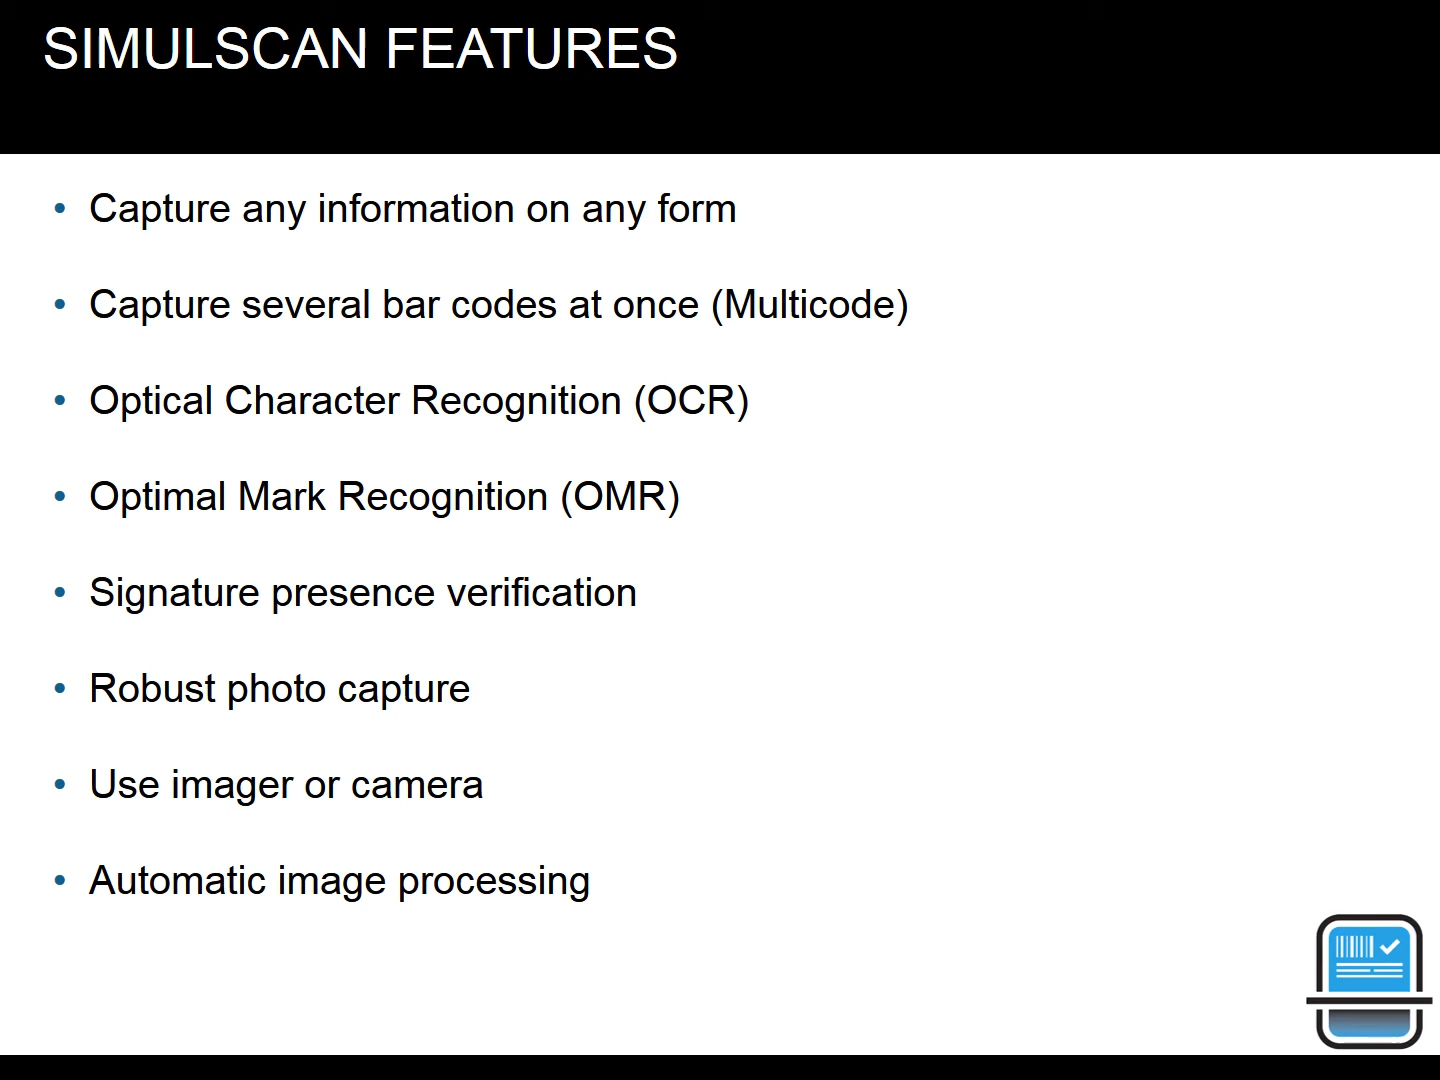 SIMULSCAN FEATURES
• Capture any information on any form
• Capture several bar codes at once (Multicode)
• Optical Character Recognition (OCR)
• Optimal Mark Recognition (OMR)
• Signature presence verification
• Robust photo capture
• Use imager or camera
• Automatic image processing